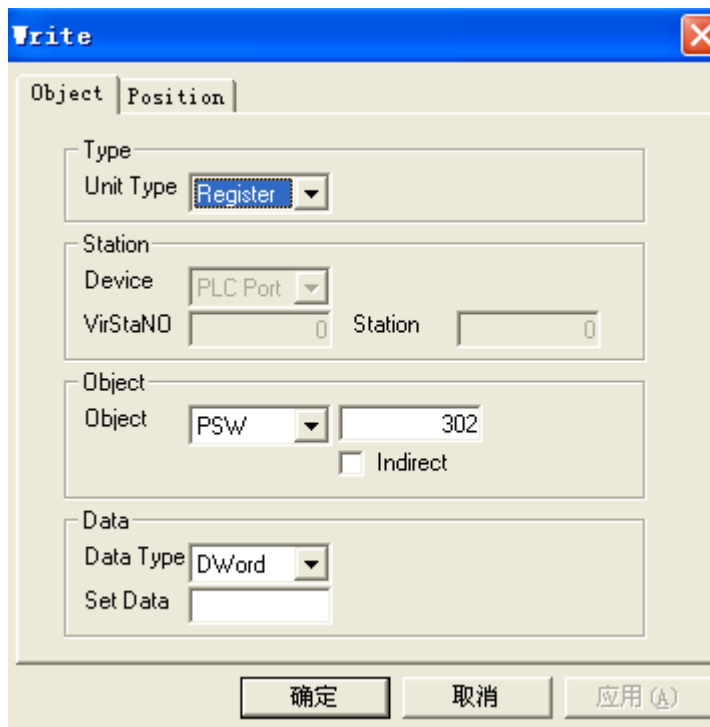 Write
Object Position
Type
Unit Type Register
Station
Device PLC Port
VirStaNO 0 Station 0
Object
Object PSW 302
Indirect
Data
Data Type DWord
Set Data
确定 取消 应用(A)